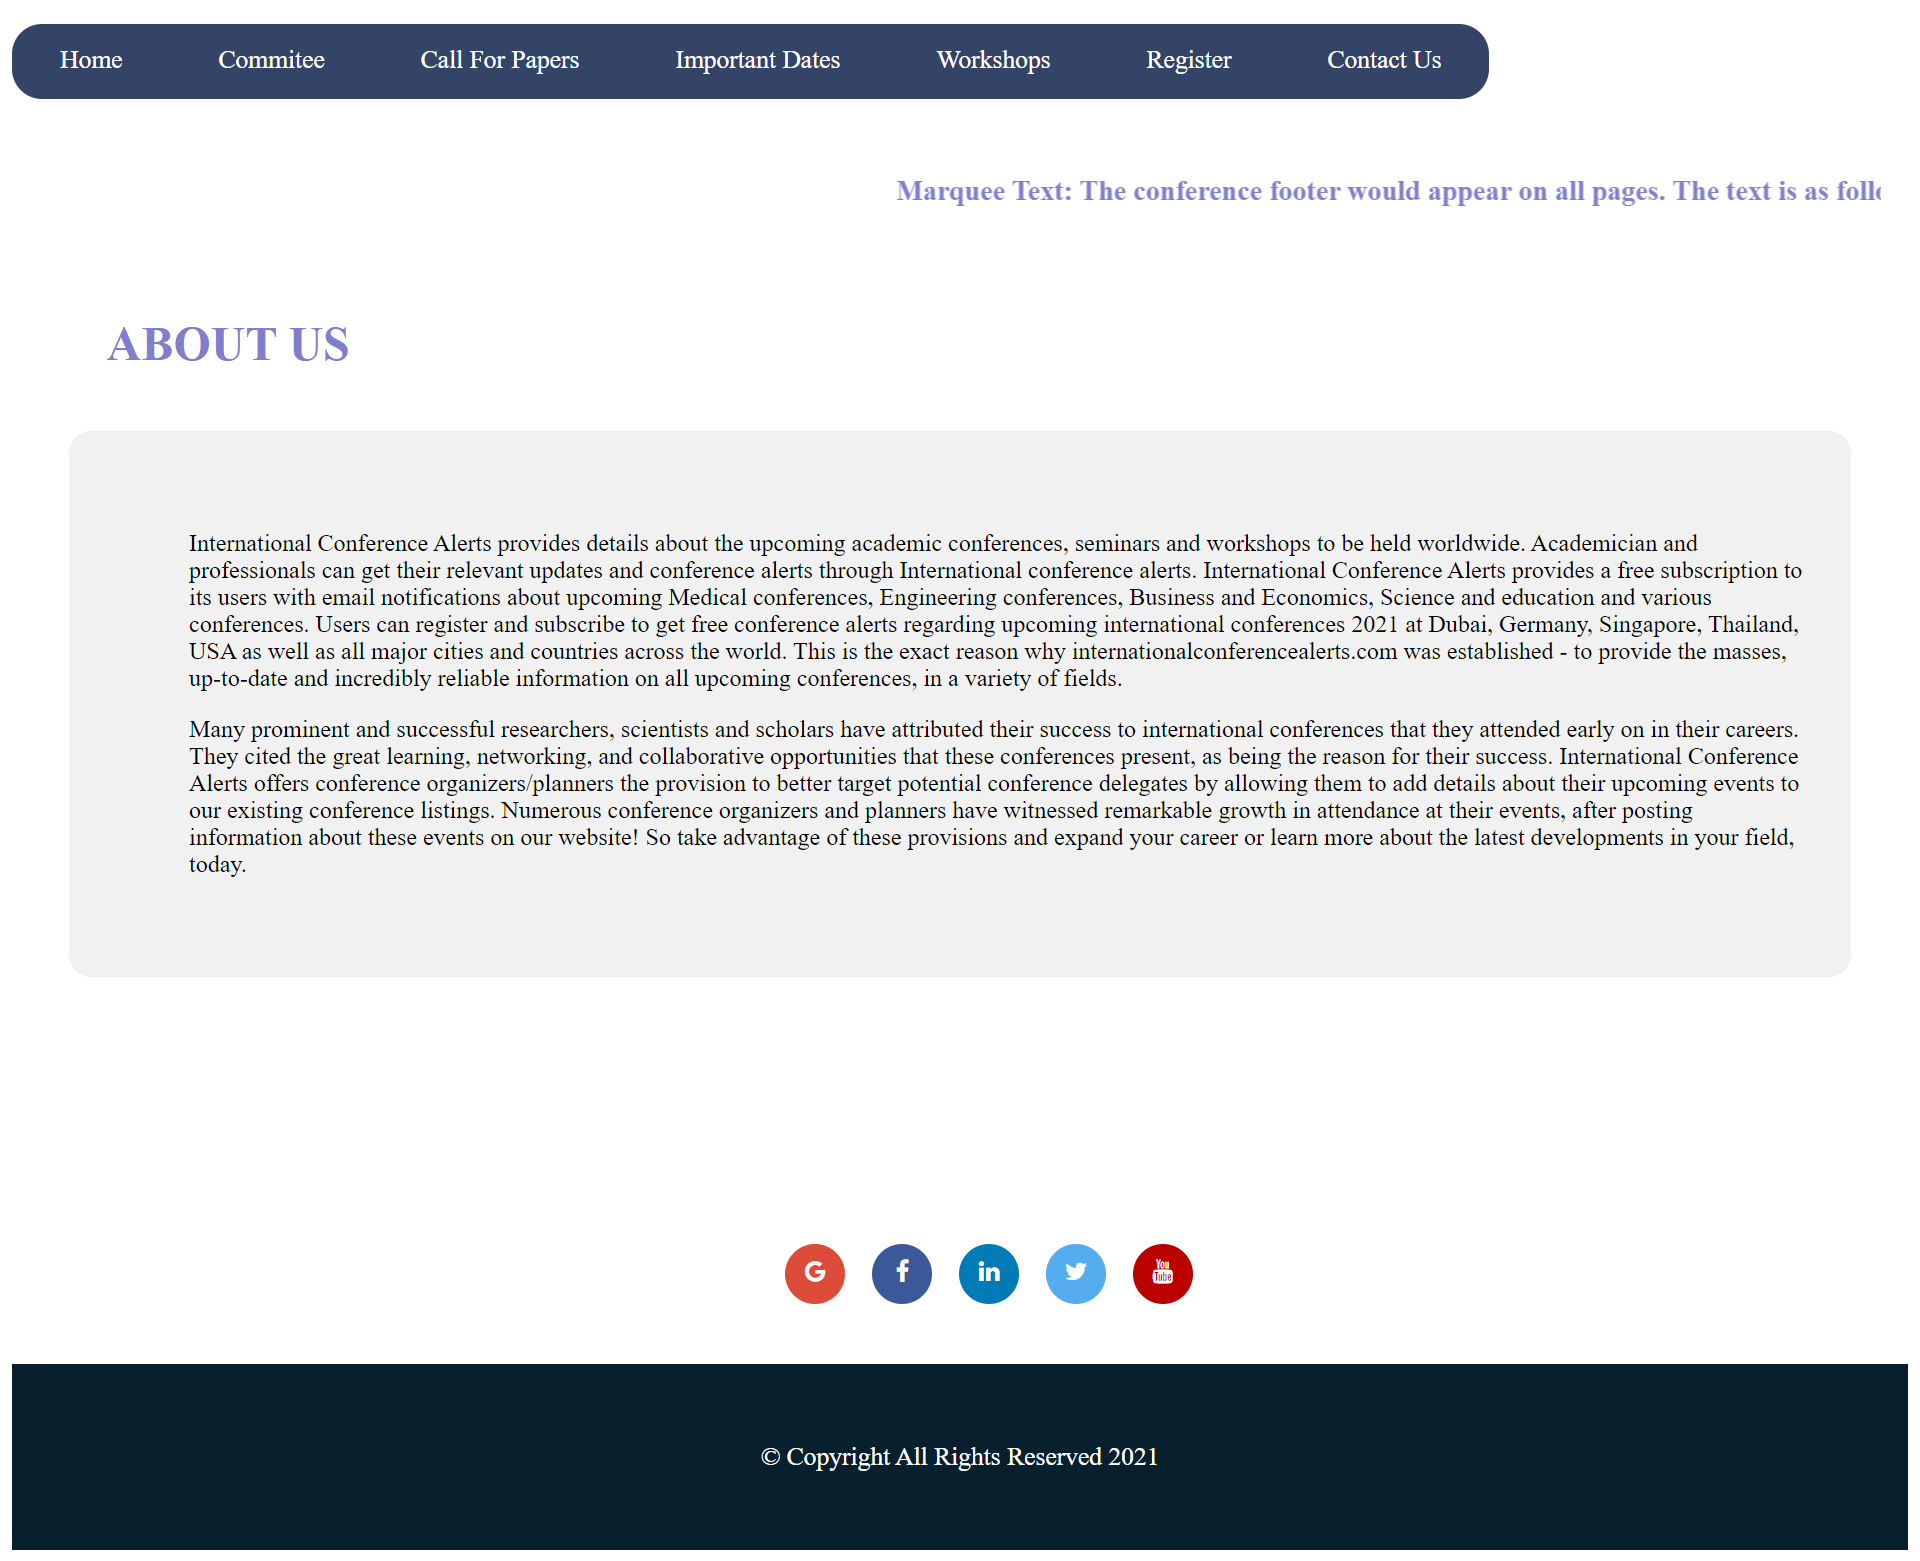 Home Commitee Call For Papers Important Dates Workshops Register Contact Us
Marquee Text: The conference footer would appear on all pages. The text is as
ABOUT US
International Conference Alerts provides details about the upcoming academic conferences, seminars and workshops to be held worldwide. Academician and
professionals can get their relevant updates and conference alerts through International conference alerts. International Conference Alerts provides a free subscription to
its users with email notifications about upcoming Medical conferences, Engineering conferences, Business and Economics, Science and education and various
conferences. Users can register and subscribe to get free conference alerts regarding upcoming international conferences 2021 at Dubai, Germany, Singapore, Thailand,
USA as well as all major cities and countries across the world. This is the exact reason why internationalconferencealerts.com was established - to provide the masses,
up-to-date and incredibly reliable information on all upcoming conferences, in a variety of fields.
Many prominent and successful researchers, scientists and scholars have attributed their success to international conferences that they attended early on in their careers.
They cited the great learning, networking, and collaborative opportunities that these conferences present, as being the reason for their success. International Conference
Alerts offers conference organizers/planners the provision to better target potential conference delegates by allowing them to add details about their upcoming events to
our existing conference listings. Numerous conference organizers and planners have witnessed remarkable growth in attendance at their events, after posting
information about these events on our website! So take advantage of these provisions and expand your career or learn more about the latest developments in your field,
today.
G f in You Tube
© Copyright All Rights Reserved 2021